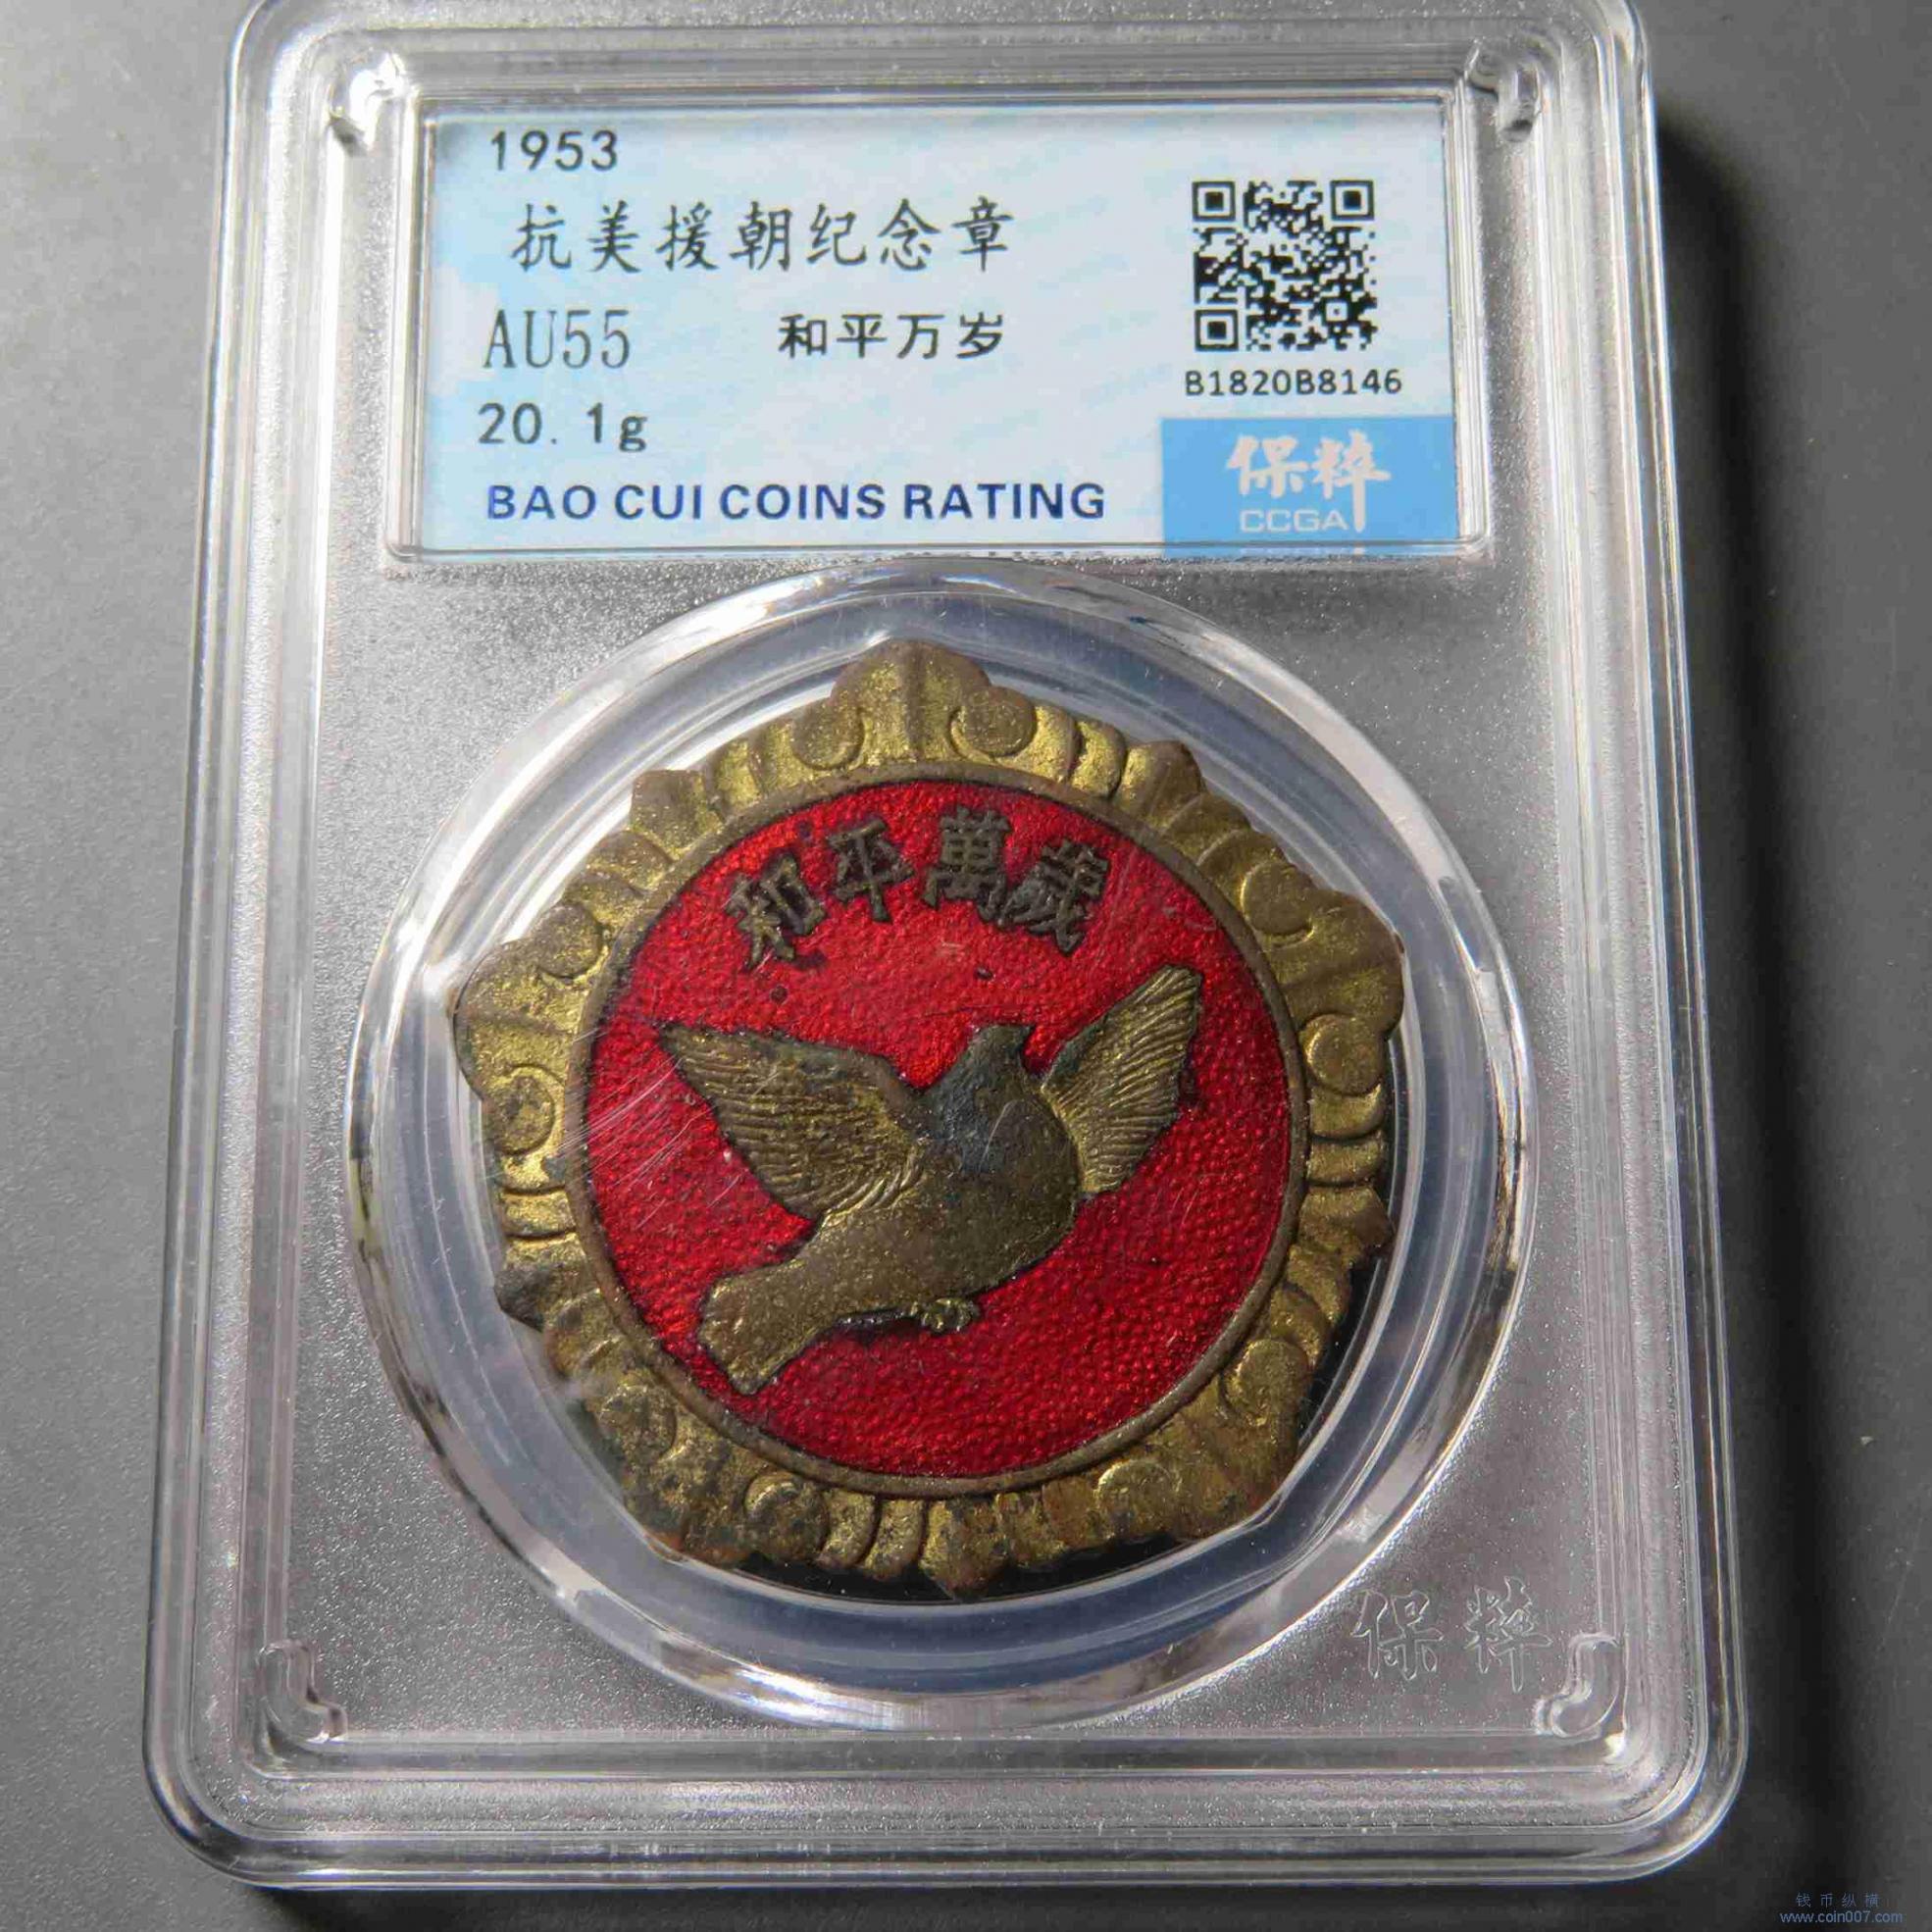 1953
抗美援朝纪念章
AU55 和平万岁
20.1g
B1820B8146
BAO CUI COINS RATING
保粹
CCGA
和平萬歲
保粹
钱币纵横
www.coin007.com